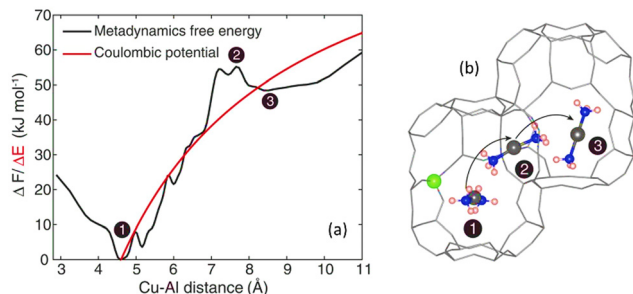 Metadynamics free energy
Coulombic potential
70
60
50
40
30
20
10
0
Δ F/ΔE (kJ mol⁻¹)
1
2
3
(a)
3 4 5 6 7 8 9 10 11
Cu-Al distance (Å)
(b)
1
2
3